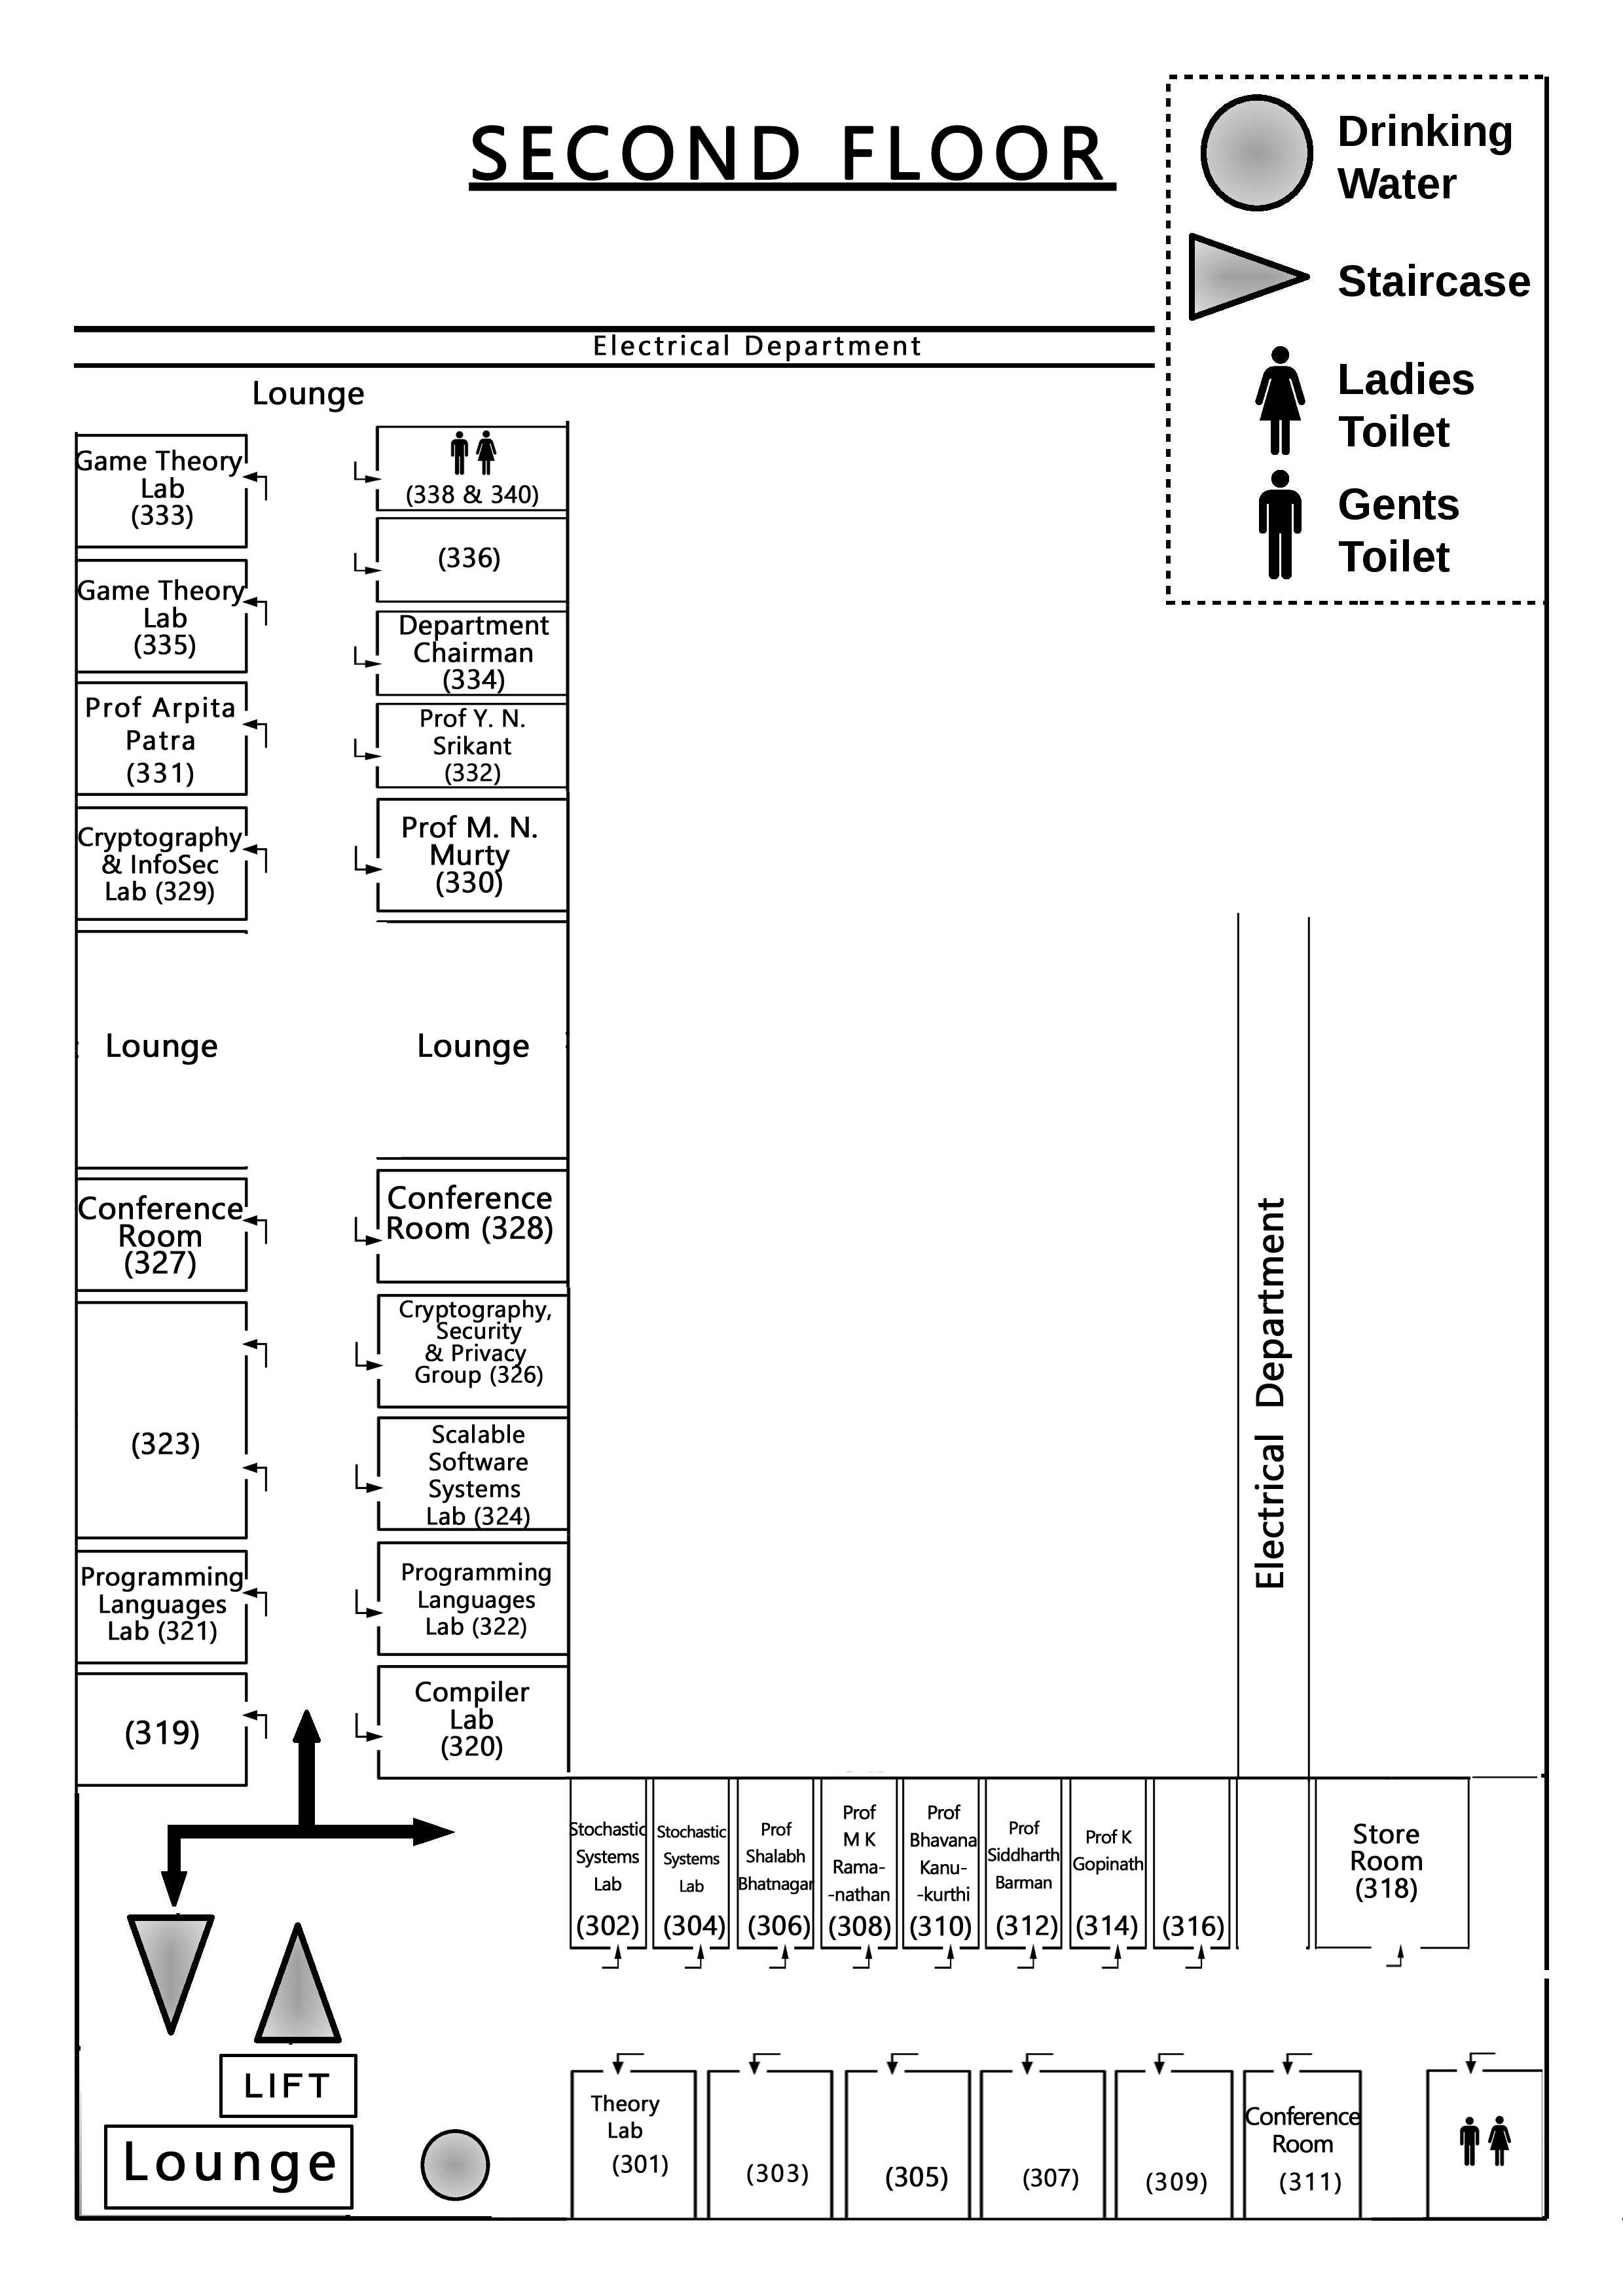 SECOND FLOOR
Drinking
Water
Staircase
Ladies
Toilet
Gents
Toilet
Electrical Department
Lounge
Game Theory
Lab
(333)
(338 & 340)
(336)
Game Theory
Lab
(335)
Department
Chairman
(334)
Prof Arpita
Patra
(331)
Prof Y. N.
Srikant
(332)
Cryptography
& InfoSec
Lab (329)
Prof M. N.
Murty
(330)
Lounge
Lounge
Conference
Room
(327)
Conference
Room (328)
(323)
Cryptography,
Security
& Privacy
Group (326)
Scalable
Software
Systems
Lab (324)
Programming
Languages
Lab (321)
Programming
Languages
Lab (322)
(319)
Compiler
Lab
(320)
Electrical Department
Stochastic
Systems
Lab
(302)
Stochastic
Systems
Lab
(304)
Prof
Shalabh
Bhatnagar
(306)
Prof
M K
Rama-
-nathan
(308)
Prof
Bhavana
Kanu-
-kurthi
(310)
Prof
Siddharth
Barman
(312)
Prof K
Gopinath
(314)
(316)
Store
Room
(318)
LIFT
Lounge
Theory
Lab
(301)
(303)
(305)
(307)
(309)
Conference
Room
(311)